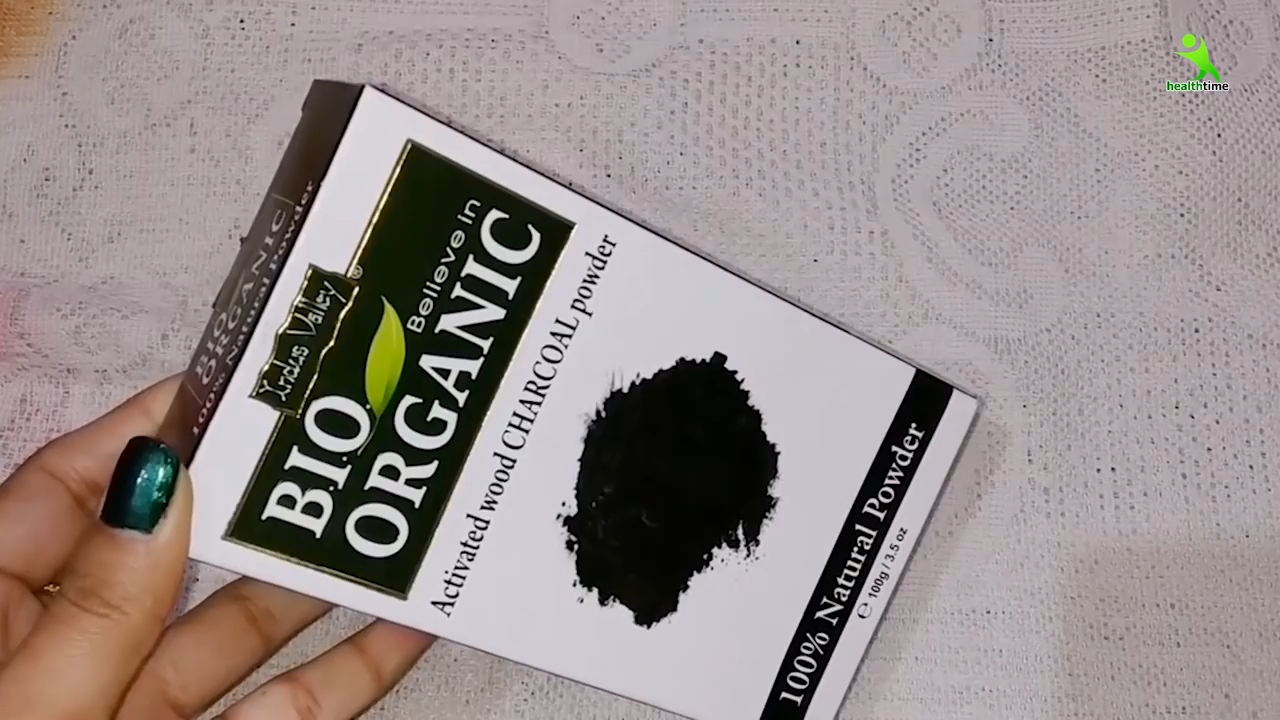 healthtime
Indus Valley®
Believe in
BIO
ORGANIC
Activated wood CHARCOAL powder
100% Natural Powder
℮ 100g / 3.5 oz
BIO
ORGANIC
100% Natural Powder